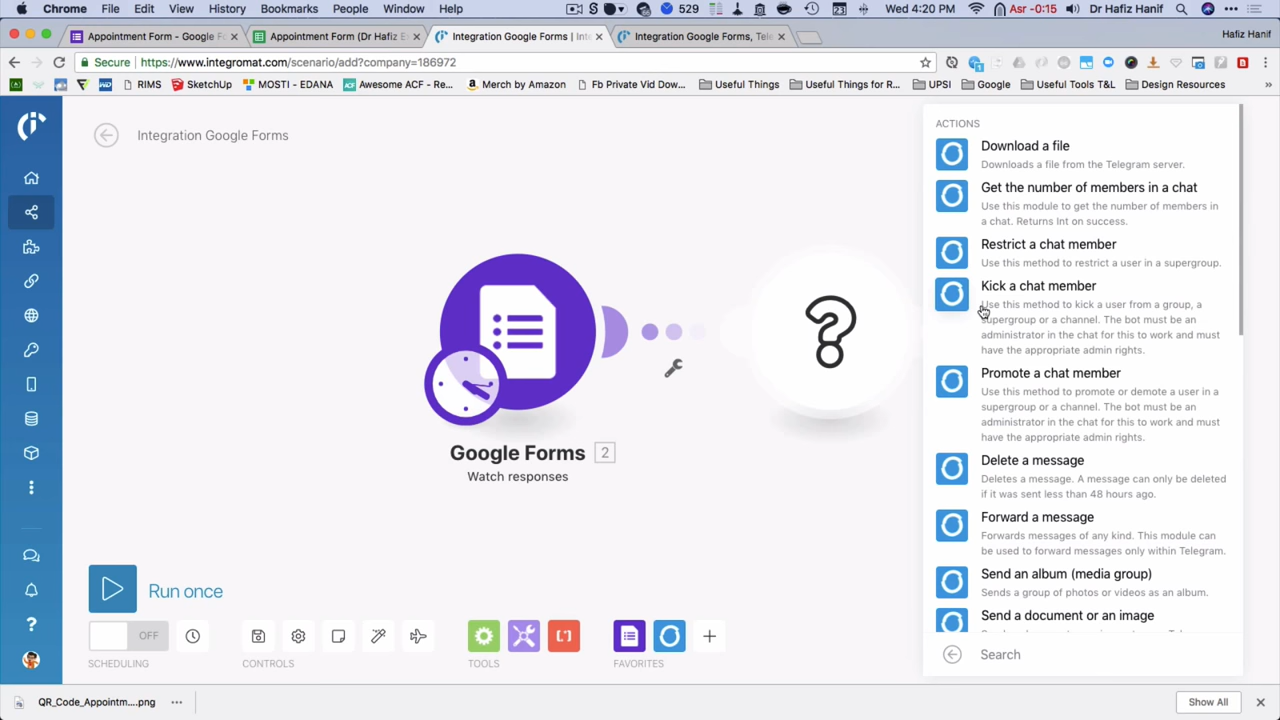 Chrome File Edit View History Bookmarks People Window Help 529 23 Wed 4:20 PM Asr -0:15 Dr Hafiz Hanif
Appointment Form - Google Fo Appointment Form (Dr Hafiz E Integration Google Forms | Inte Integration Google Forms, Tele Hafiz Hanif
Secure https://www.integromat.com/scenario/add?company=186972
RIMS SketchUp MOSTI - EDANA Awesome ACF - Re... Merch by Amazon Fb Private Vid Dow... Useful Things Useful Things for R... UPSI Google Useful Tools T&L Design Resources »
Integration Google Forms
ACTIONS
Download a file
Downloads a file from the Telegram server.
Get the number of members in a chat
Use this module to get the number of members in
a chat. Returns Int on success.
Restrict a chat member
Use this method to restrict a user in a supergroup.
Kick a chat member
Use this method to kick a user from a group, a
supergroup or a channel. The bot must be an
administrator in the chat for this to work and must
have the appropriate admin rights.
Promote a chat member
Use this method to promote or demote a user in a
supergroup or a channel. The bot must be an
administrator in the chat for this to work and must
have the appropriate admin rights.
Delete a message
Deletes a message. A message can only be deleted
if it was sent less than 48 hours ago.
Forward a message
Forwards messages of any kind. This module can
be used to forward messages only within Telegram.
Send an album (media group)
Sends a group of photos or videos as an album.
Send a document or an image
Search
?
Google Forms 2
Watch responses
Run once
OFF
SCHEDULING CONTROLS TOOLS FAVORITES
QR_Code_Appointm....png
Show All